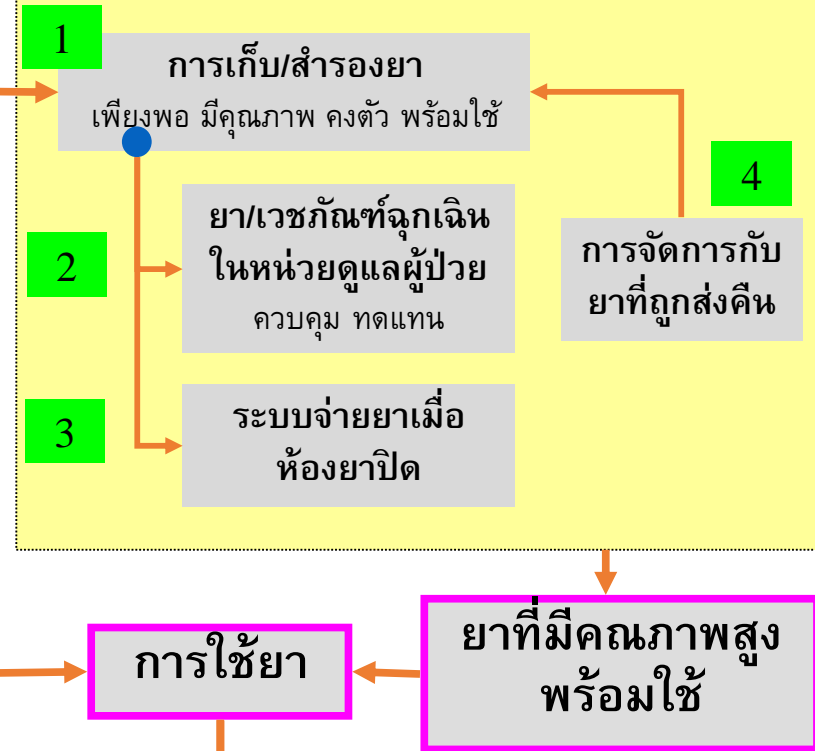 1
การเก็บ/สำรองยา
เพียงพอ มีคุณภาพ คงตัว พร้อมใช้
2
ยา/เวชภัณฑ์ฉุกเฉิน
ในหน่วยดูแลผู้ป่วย
ควบคุม ทดแทน
3
ระบบจ่ายยาเมื่อ
ห้องยาปิด
4
การจัดการกับ
ยาที่ถูกส่งคืน
การใช้ยา
ยาที่มีคณภาพสูง
พร้อมใช้